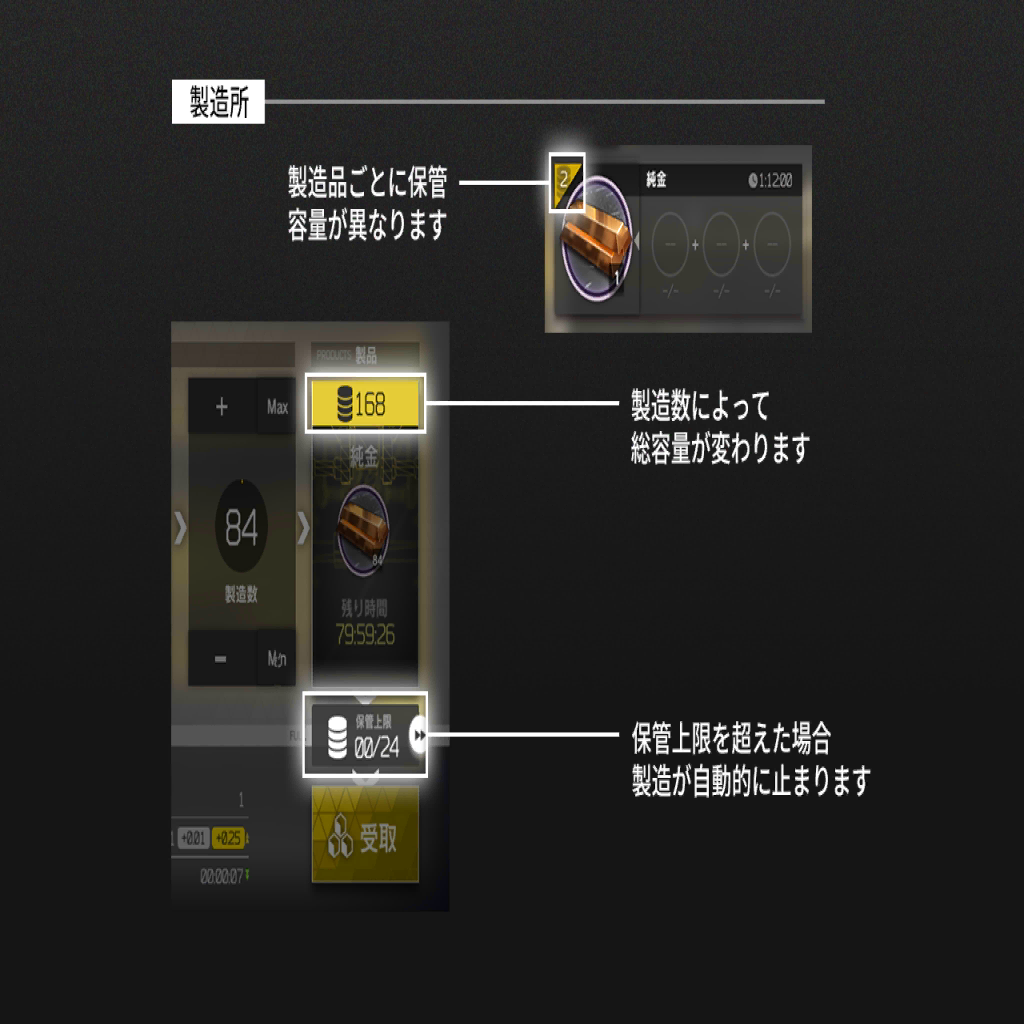 製造所
製造品ごとに保管
容量が異なります
2
純金
1:12:00
1
-/-
-/-
-/-
PRODUCTS 製品
+
Max
168
製造数によって
総容量が変わります
純金
84
84
製造数
残り時間
79:59:26
Min
保管上限
00/24
保管上限を超えた場合
製造が自動的に止まります
1
+0.01
+0.25
00:00:07
受取